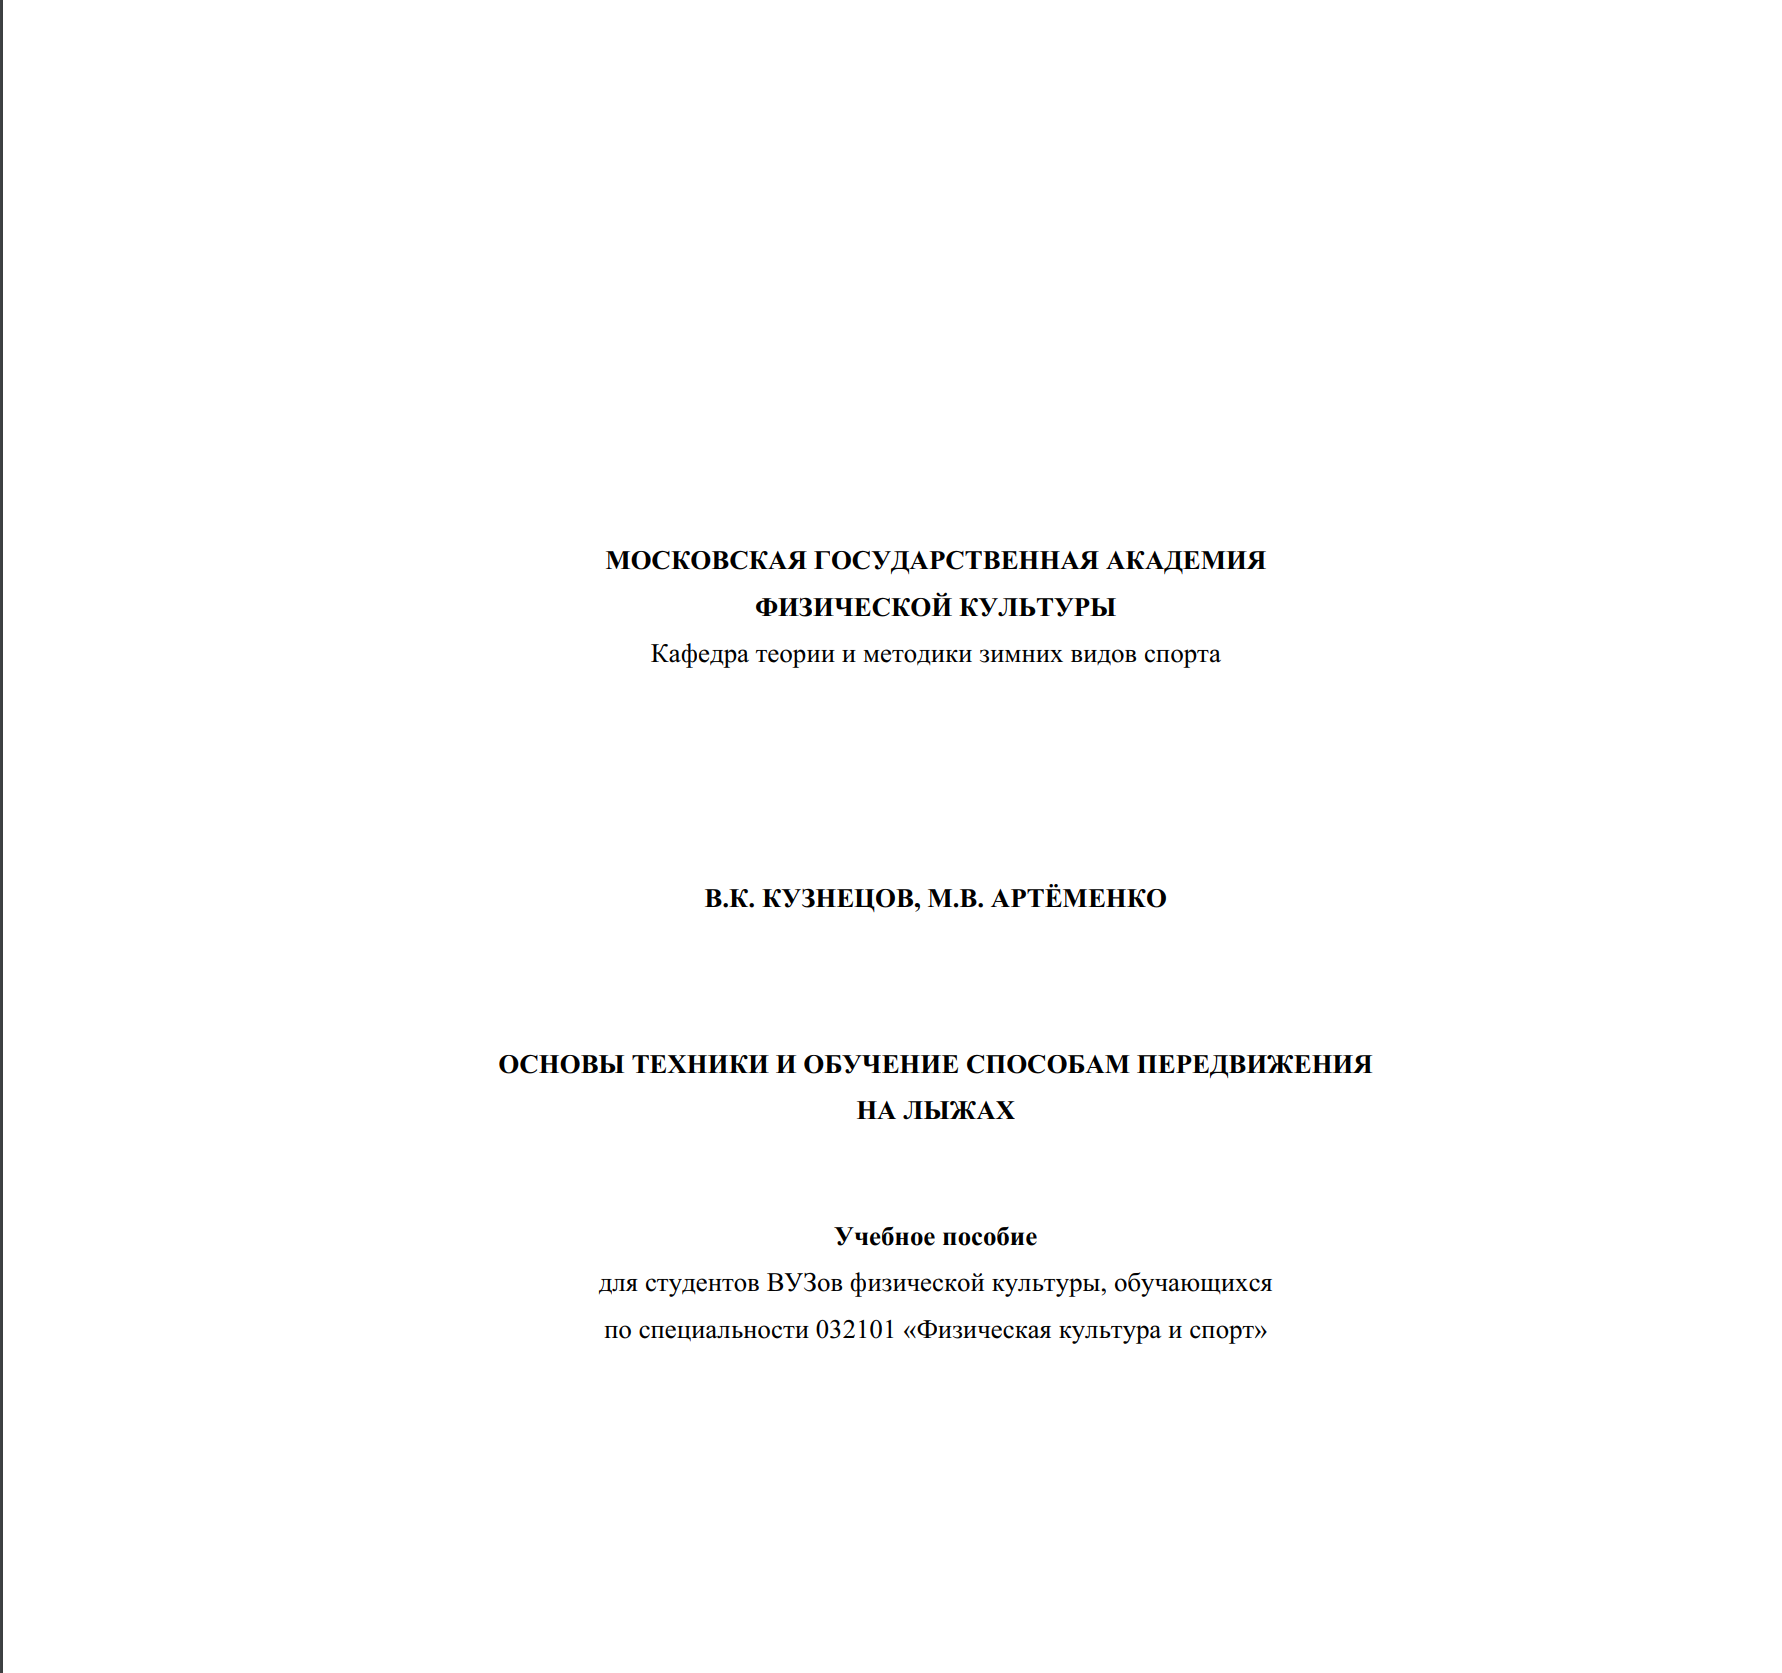 МОСКОВСКАЯ ГОСУДАРСТВЕННАЯ АКАДЕМИЯ
ФИЗИЧЕСКОЙ КУЛЬТУРЫ
Кафедра теории и методики зимних видов спорта
В.К. КУЗНЕЦОВ, М.В. АРТЁМЕНКО
ОСНОВЫ ТЕХНИКИ И ОБУЧЕНИЕ СПОСОБАМ ПЕРЕДВИЖЕНИЯ
НА ЛЫЖАХ
Учебное пособие
для студентов ВУЗов физической культуры, обучающихся
по специальности 032101 «Физическая культура и спорт»